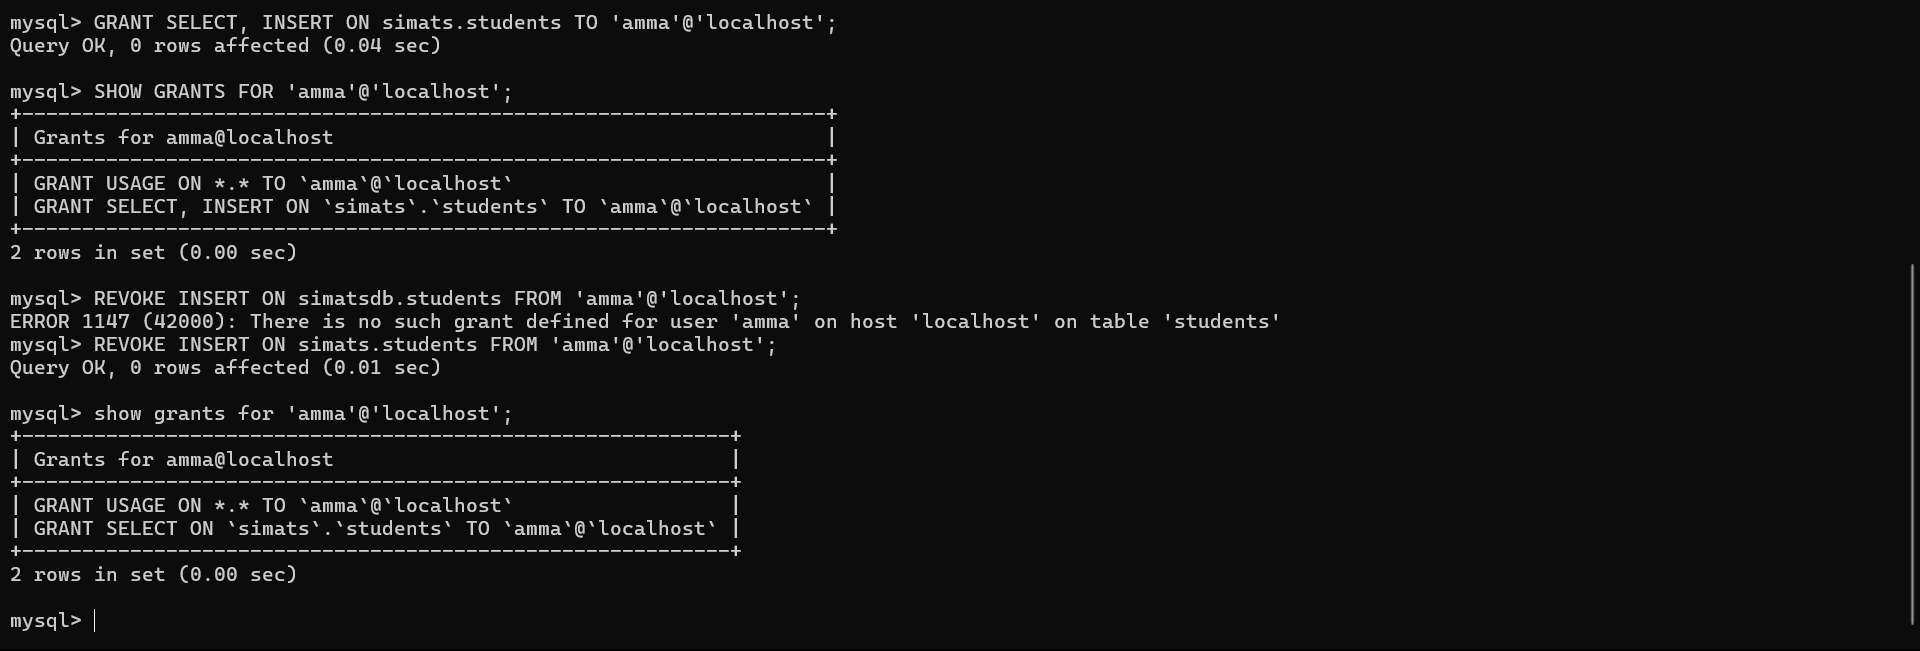 mysql> GRANT SELECT, INSERT ON simats.students TO 'amma'@'localhost';
Query OK, 0 rows affected (0.04 sec)
mysql> SHOW GRANTS FOR 'amma'@'localhost';
+-------------------------------------------------------------------+
| Grants for amma@localhost                                         |
+-------------------------------------------------------------------+
| GRANT USAGE ON *.* TO `amma`@`localhost`                          |
| GRANT SELECT, INSERT ON `simats`.`students` TO `amma`@`localhost` |
+-------------------------------------------------------------------+
2 rows in set (0.00 sec)
mysql> REVOKE INSERT ON simatsdb.students FROM 'amma'@'localhost';
ERROR 1147 (42000): There is no such grant defined for user 'amma' on host 'localhost' on table 'students'
mysql> REVOKE INSERT ON simats.students FROM 'amma'@'localhost';
Query OK, 0 rows affected (0.01 sec)
mysql> show grants for 'amma'@'localhost';
+-----------------------------------------------------------+
| Grants for amma@localhost                                 |
+-----------------------------------------------------------+
| GRANT USAGE ON *.* TO `amma`@`localhost`                  |
| GRANT SELECT ON `simats`.`students` TO `amma`@`localhost` |
+-----------------------------------------------------------+
2 rows in set (0.00 sec)
mysql>